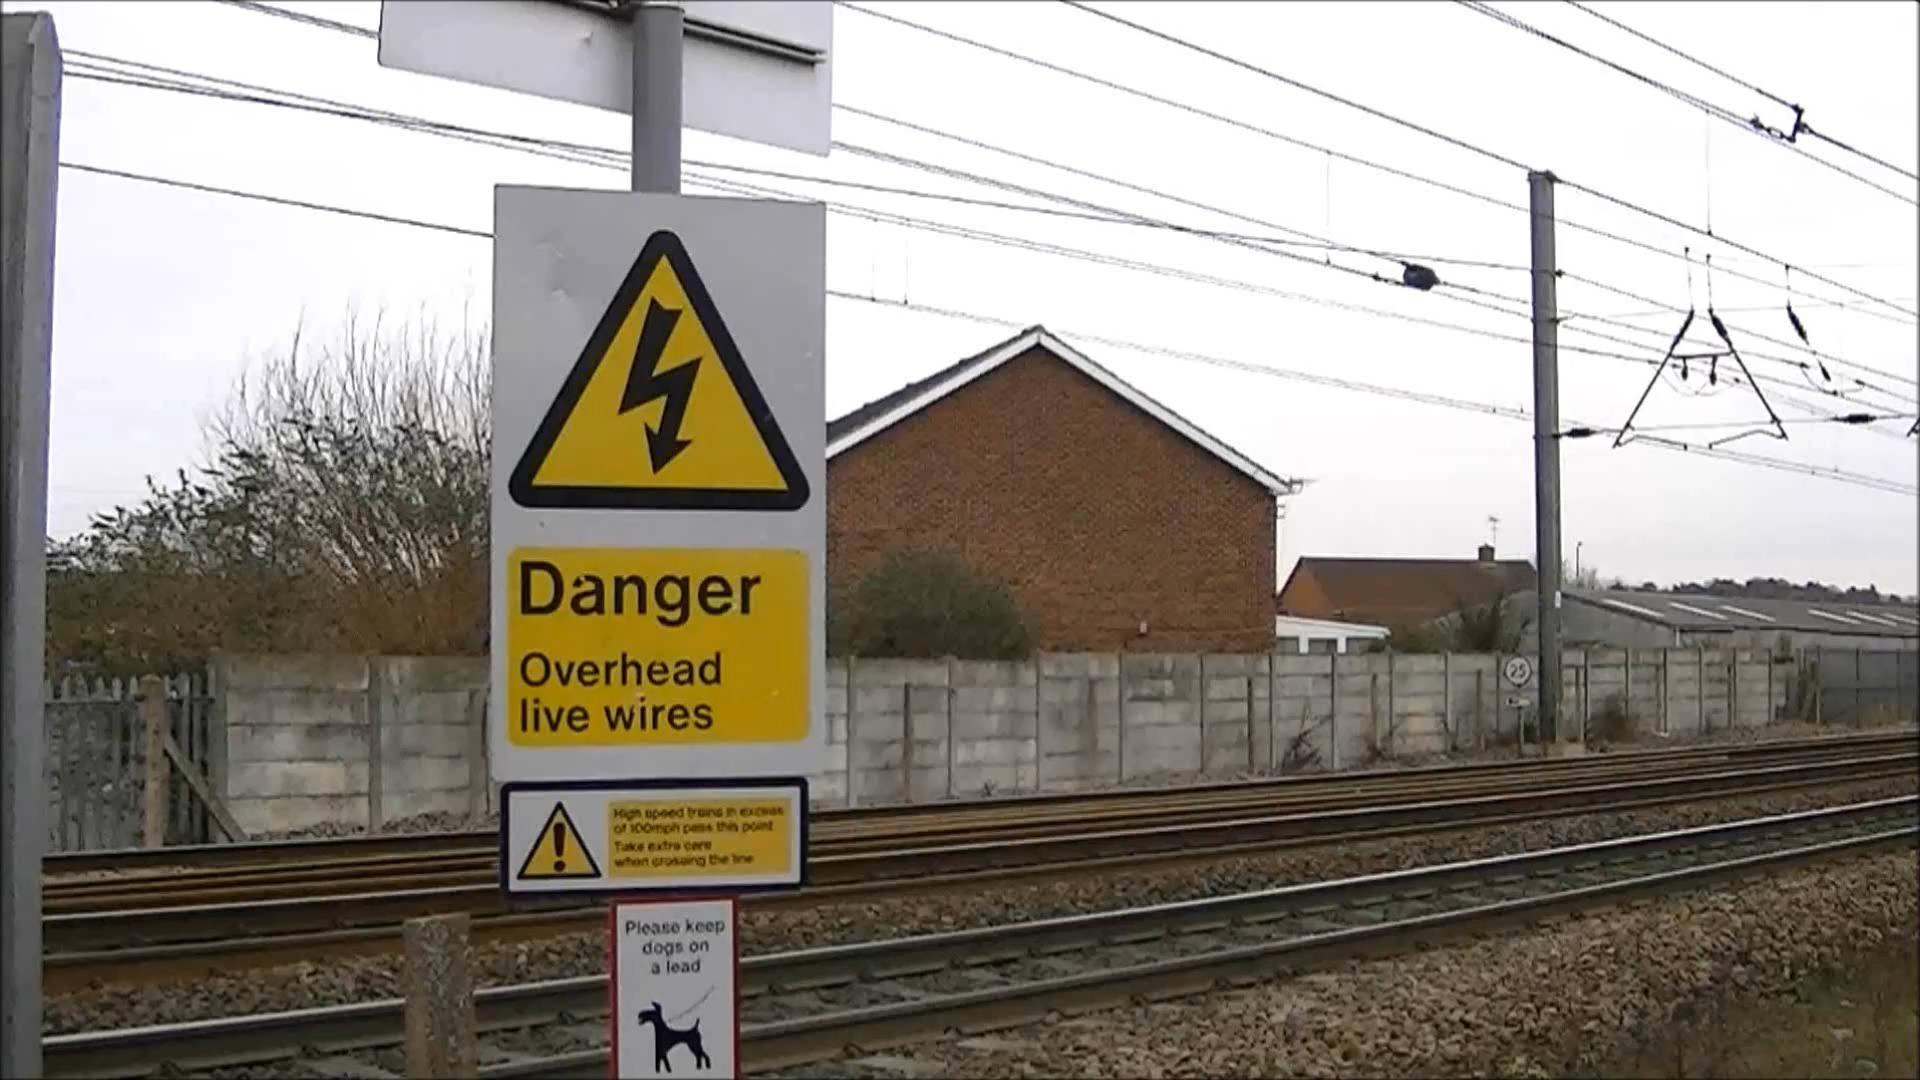 Danger
Overhead
live wires
High speed trains in excess
of 100mph pass this point
Take extra care
when crossing the line
Please keep
dogs on
a lead
25